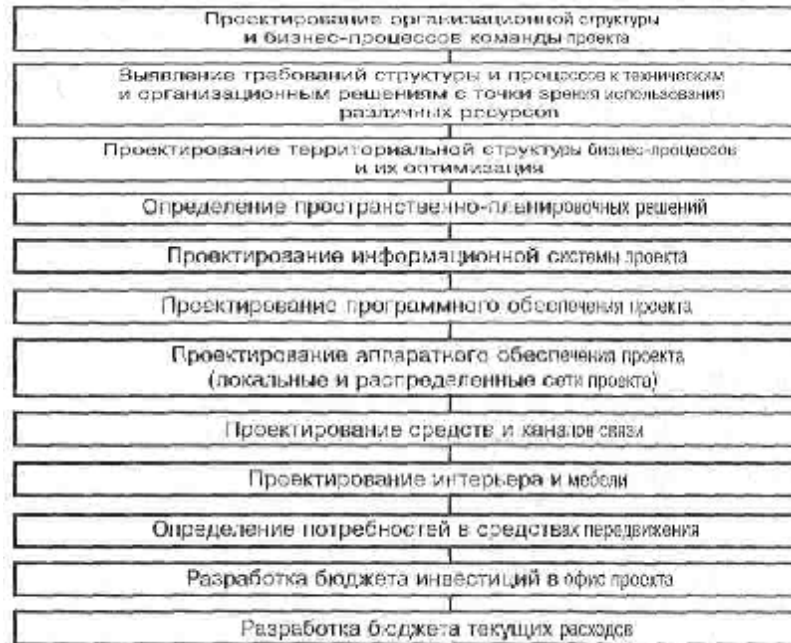 Проектирование организационной структуры
и бизнес-процессов команды проекта
Выявление требований структуры и процессов к техническим
и организационным решениям с точки зрения использования
различных ресурсов
Проектирование территориальной структуры бизнес-процессов
и их оптимизация
Определение пространственно-планировочных решений
Проектирование информационной системы проекта
Проектирование программного обеспечения проекта
Проектирование аппаратного обеспечения проекта
(локальные и распределенные сети проекта)
Проектирование средств и каналов связи
Проектирование интерьера и мебели
Определение потребностей в средствах передвижения
Разработка бюджета инвестиций в офис проекта
Разработка бюджета текущих расходов